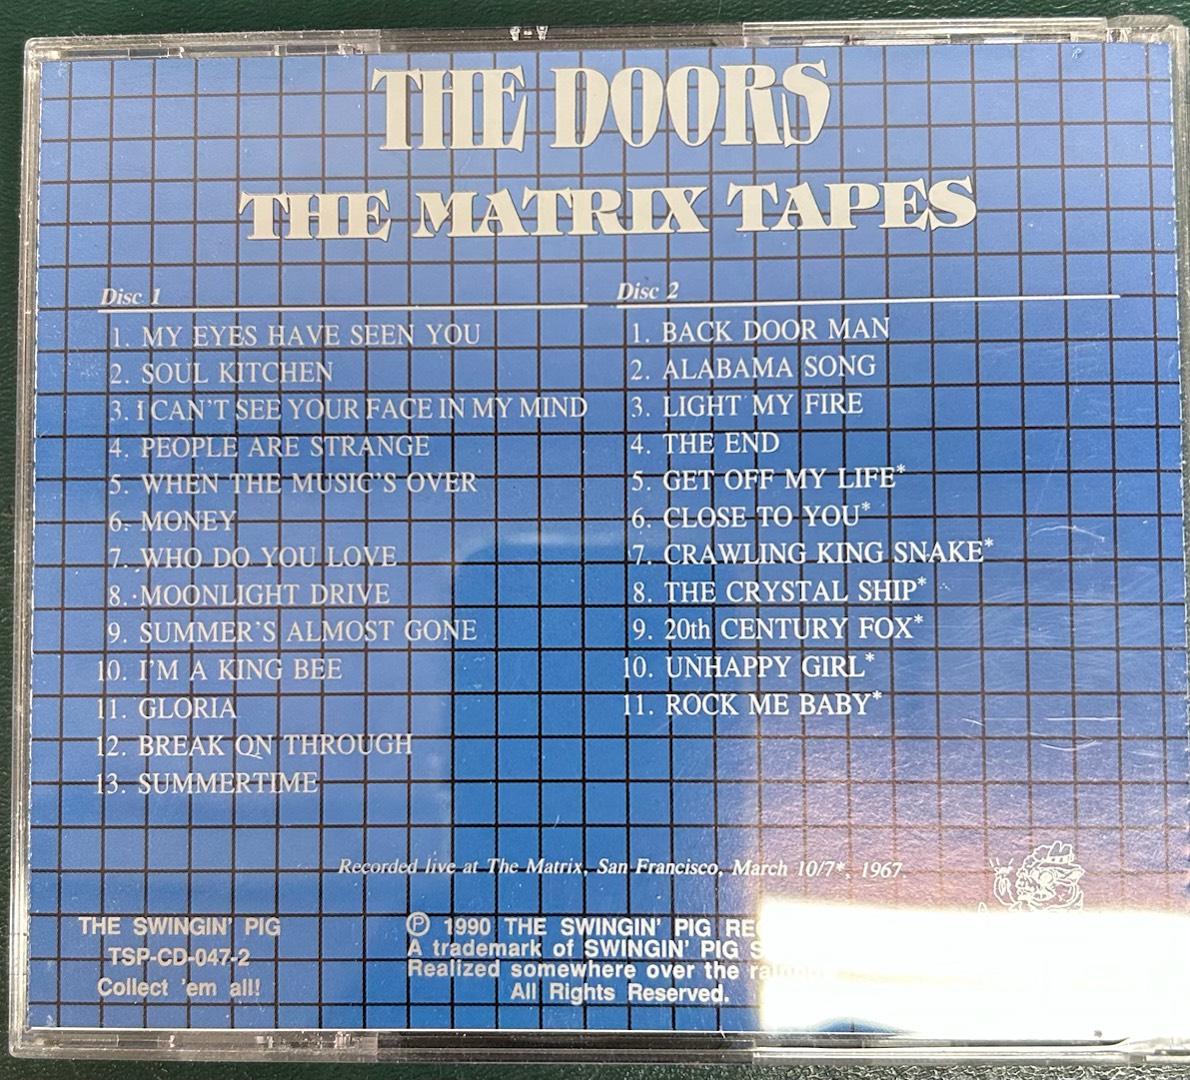 THE DOORS
THE MATRIX TAPES
Disc 1
1. MY EYES HAVE SEEN YOU
2. SOUL KITCHEN
3. I CAN'T SEE YOUR FACE IN MY MIND
4. PEOPLE ARE STRANGE
5. WHEN THE MUSIC'S OVER
6. MONEY
7. WHO DO YOU LOVE
8. MOONLIGHT DRIVE
9. SUMMER'S ALMOST GONE
10. I'M A KING BEE
11. GLORIA
12. BREAK ON THROUGH
13. SUMMERTIME
Disc 2
1. BACK DOOR MAN
2. ALABAMA SONG
3. LIGHT MY FIRE
4. THE END
5. GET OFF MY LIFE*
6. CLOSE TO YOU*
7. CRAWLING KING SNAKE*
8. THE CRYSTAL SHIP*
9. 20th CENTURY FOX*
10. UNHAPPY GIRL*
11. ROCK ME BABY*
Recorded live at The Matrix, San Francisco, March 10/7*, 1967
THE SWINGIN' PIG
TSP-CD-047-2
Collect 'em all!
℗ 1990 THE SWINGIN' PIG
A trademark of SWINGIN' PIG
Realized somewhere over the
All Rights Reserved.